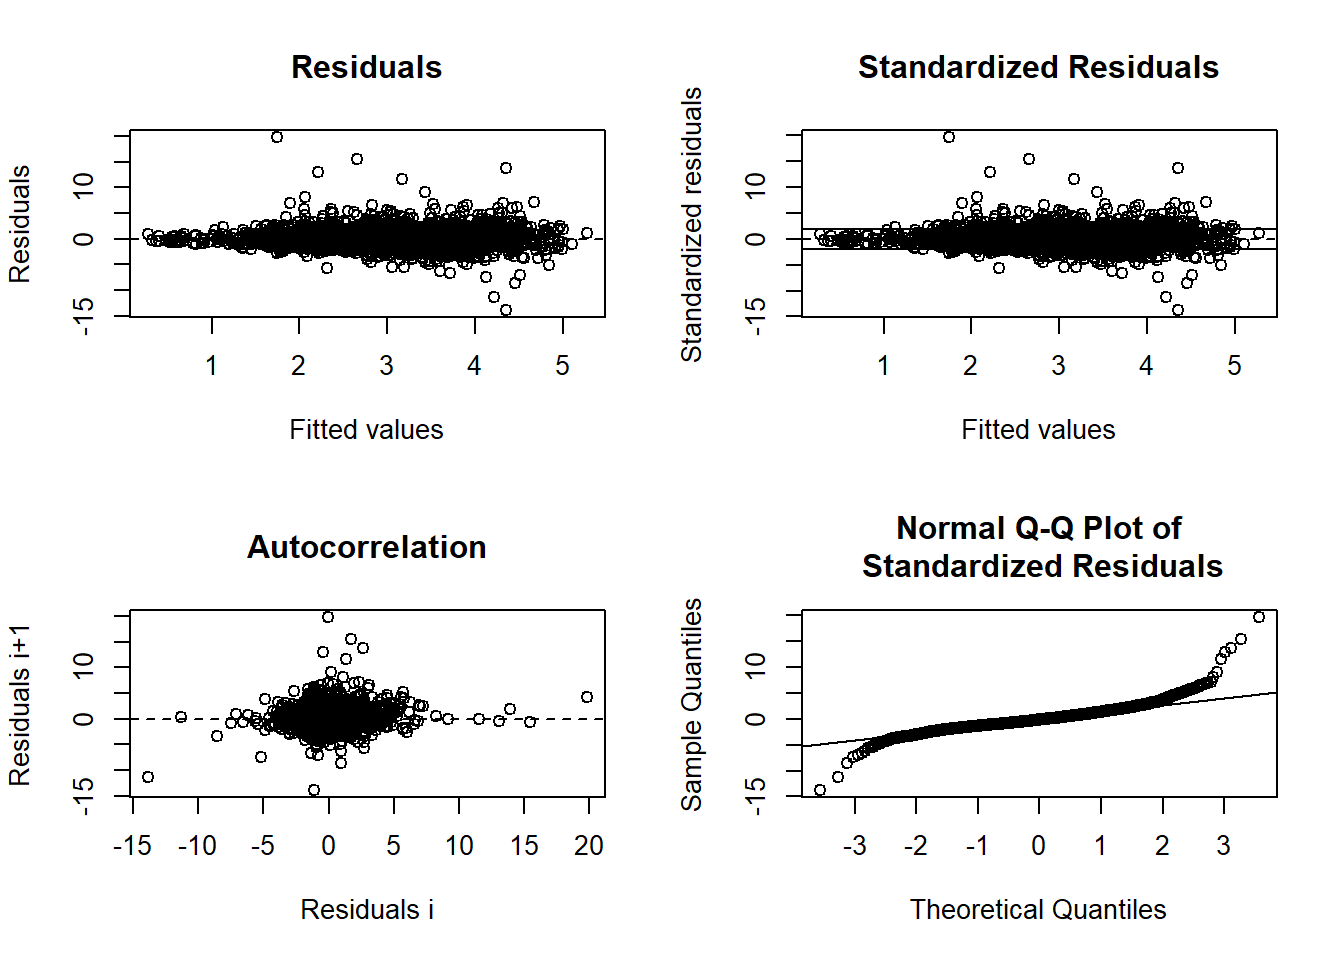 Residuals
Residuals
10
0
-15
1 2 3 4 5
Fitted values
Standardized Residuals
Standardized residuals
10
0
-15
1 2 3 4 5
Fitted values
Autocorrelation
Residuals i+1
10
0
-15
-15 -10 -5 0 5 10 15 20
Residuals i
Normal Q-Q Plot of
Standardized Residuals
Sample Quantiles
10
0
-15
-3 -2 -1 0 1 2 3
Theoretical Quantiles